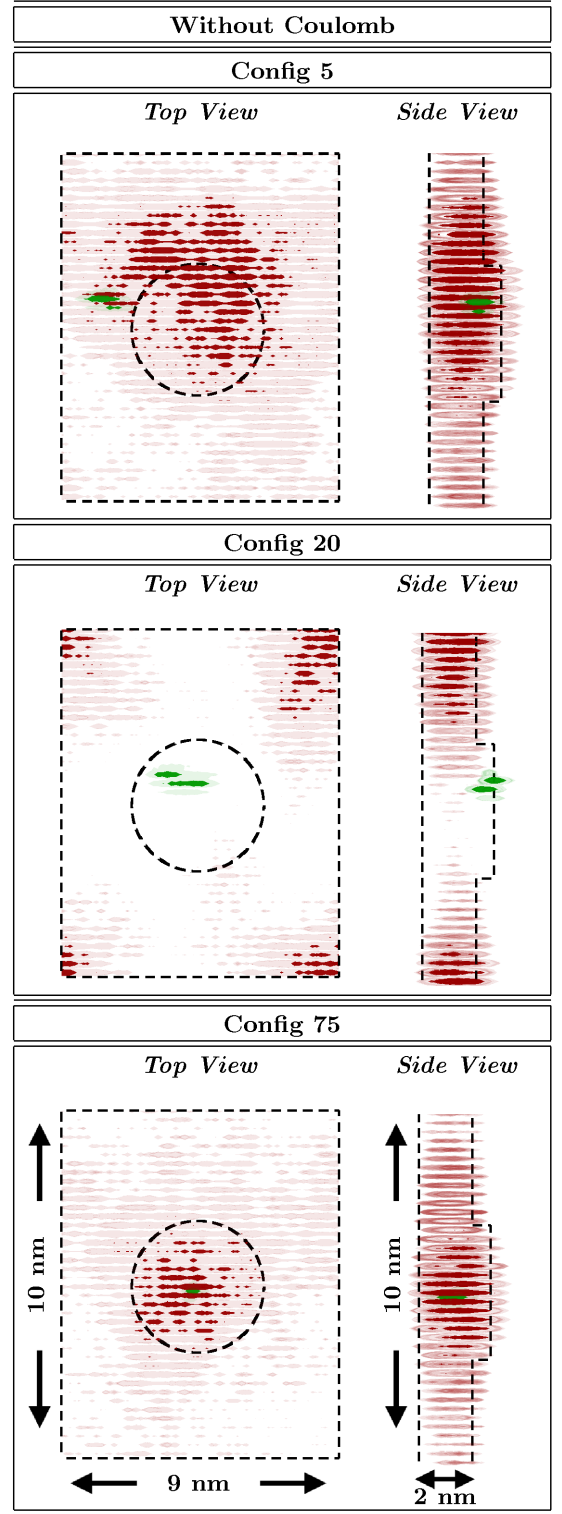 Without Coulomb
Config 5
Top View
Side View
Config 20
Top View
Side View
Config 75
Top View
Side View
10 nm
10 nm
9 nm
2 nm